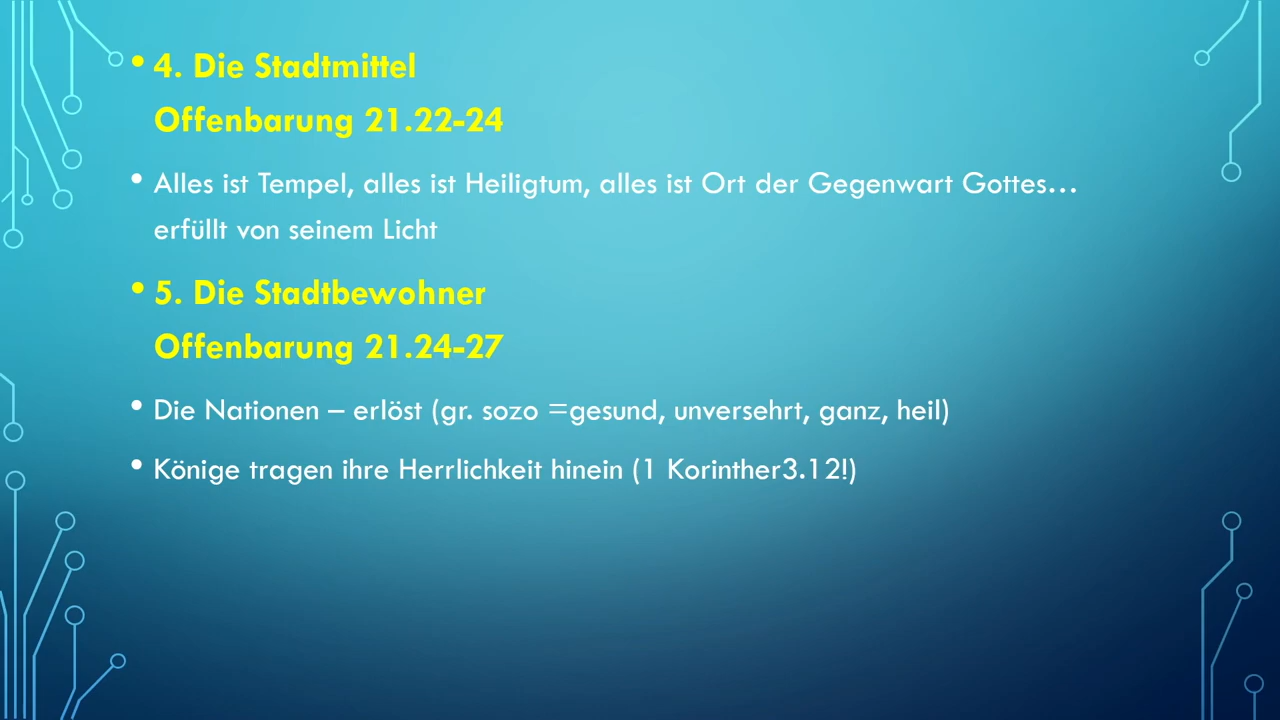 • 4. Die Stadtmittel
Offenbarung 21.22-24
• Alles ist Tempel, alles ist Heiligtum, alles ist Ort der Gegenwart Gottes…
erfüllt von seinem Licht
• 5. Die Stadtbewohner
Offenbarung 21.24-27
• Die Nationen – erlöst (gr. sozo =gesund, unversehrt, ganz, heil)
• Könige tragen ihre Herrlichkeit hinein (1 Korinther3.12!)